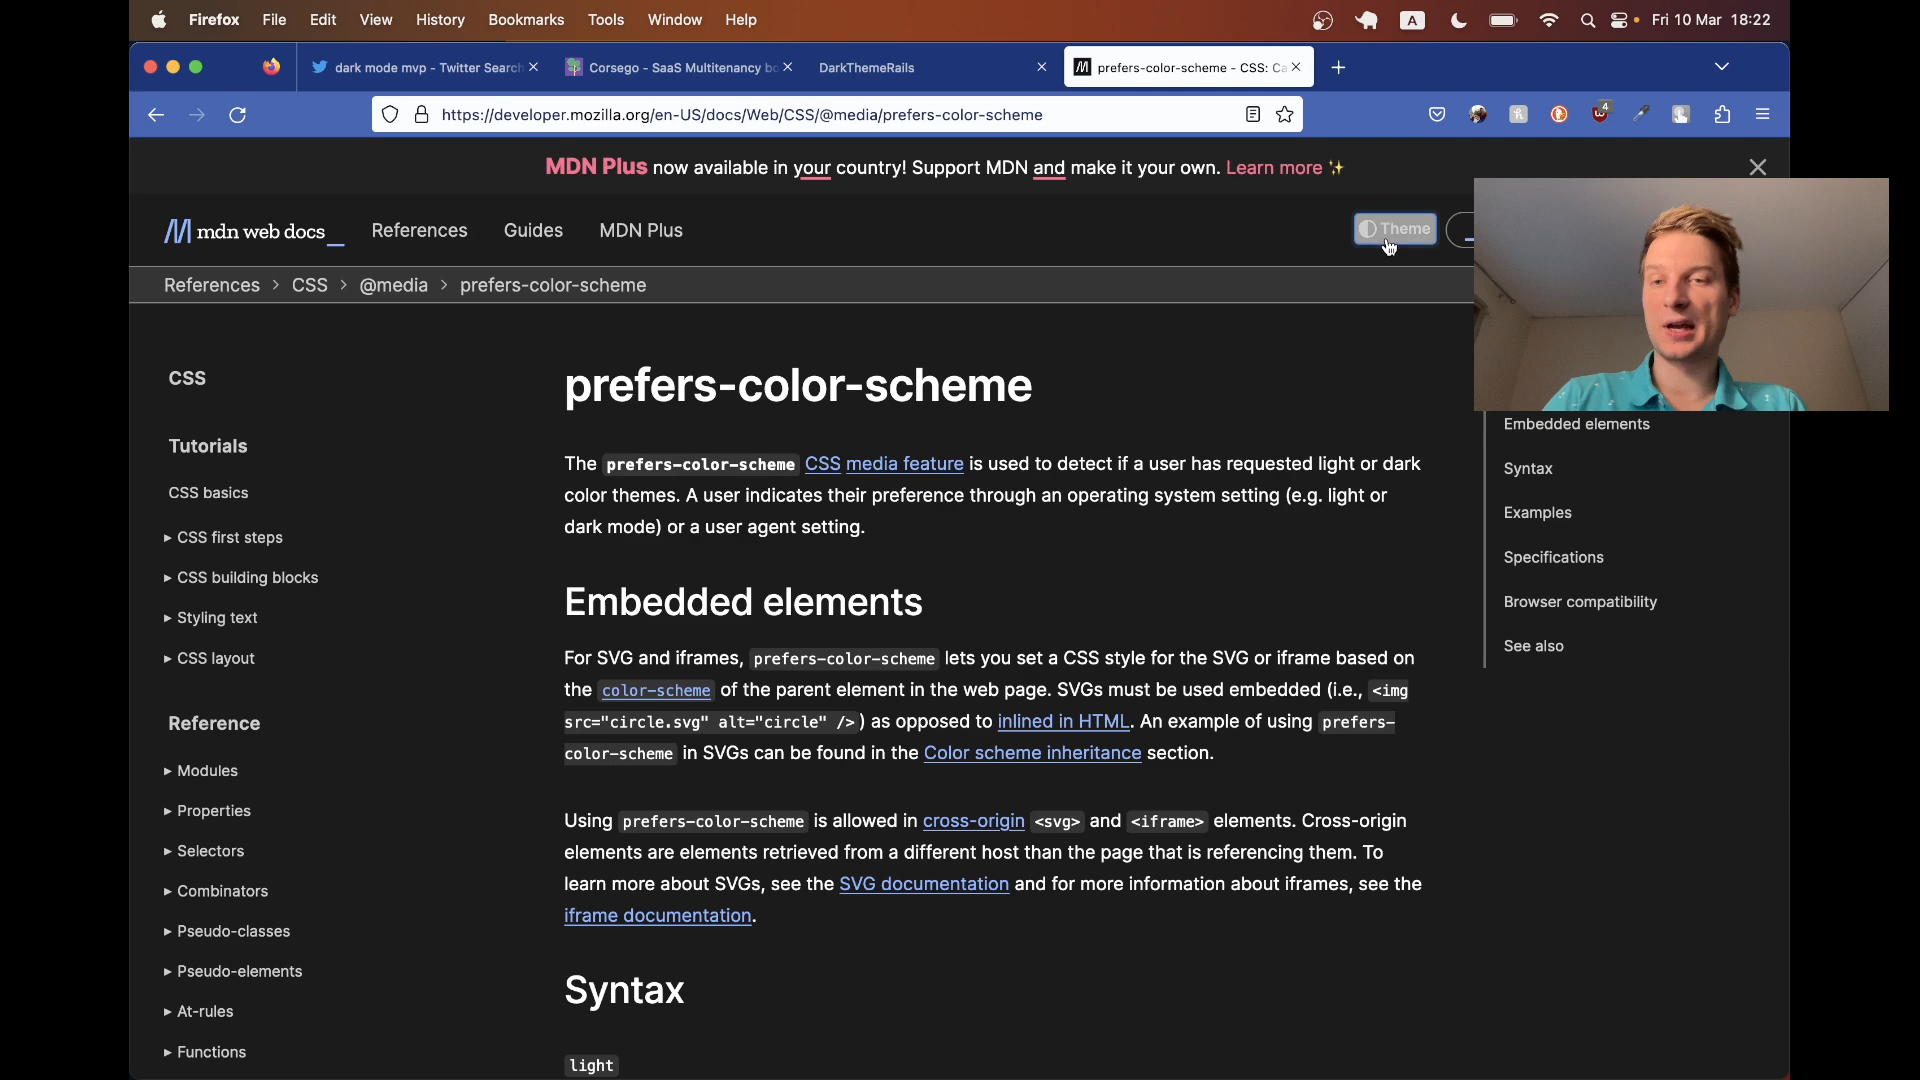 Firefox File Edit View History Bookmarks Tools Window Help
A Fri 10 Mar 18:22
dark mode mvp - Twitter Search
Corsego - SaaS Multitenancy bo
DarkThemeRails
prefers-color-scheme - CSS: Ca
https://developer.mozilla.org/en-US/docs/Web/CSS/@media/prefers-color-scheme
4
MDN Plus now available in your country! Support MDN and make it your own. Learn more ✨
mdn web docs_ References Guides MDN Plus
Theme
References > CSS > @media > prefers-color-scheme
CSS
Tutorials
CSS basics
▸ CSS first steps
▸ CSS building blocks
▸ Styling text
▸ CSS layout
Reference
▸ Modules
▸ Properties
▸ Selectors
▸ Combinators
▸ Pseudo-classes
▸ Pseudo-elements
▸ At-rules
▸ Functions
prefers-color-scheme
The prefers-color-scheme CSS media feature is used to detect if a user has requested light or dark
color themes. A user indicates their preference through an operating system setting (e.g. light or
dark mode) or a user agent setting.
Embedded elements
For SVG and iframes, prefers-color-scheme lets you set a CSS style for the SVG or iframe based on
the color-scheme of the parent element in the web page. SVGs must be used embedded (i.e., <img
src="circle.svg" alt="circle" />) as opposed to inlined in HTML. An example of using prefers-
color-scheme in SVGs can be found in the Color scheme inheritance section.
Using prefers-color-scheme is allowed in cross-origin <svg> and <iframe> elements. Cross-origin
elements are elements retrieved from a different host than the page that is referencing them. To
learn more about SVGs, see the SVG documentation and for more information about iframes, see the
iframe documentation.
Syntax
light
Embedded elements
Syntax
Examples
Specifications
Browser compatibility
See also